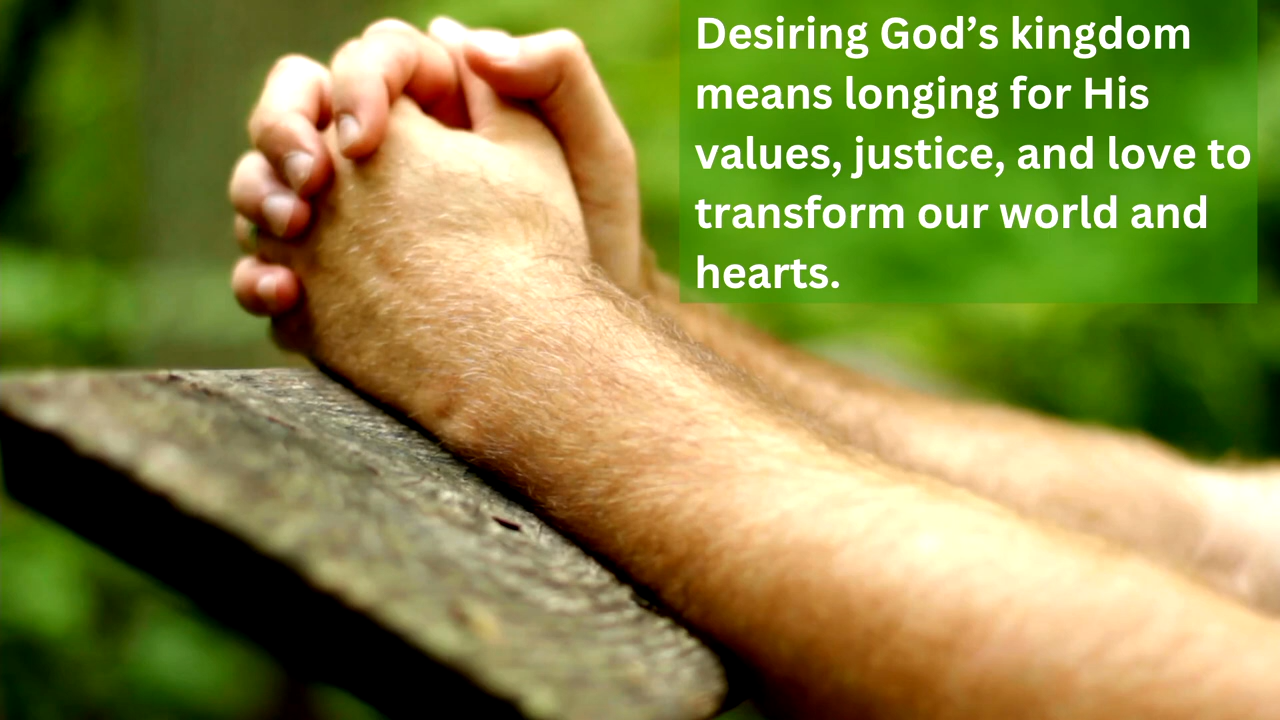 Desiring God’s kingdom
means longing for His
values, justice, and love to
transform our world and
hearts.